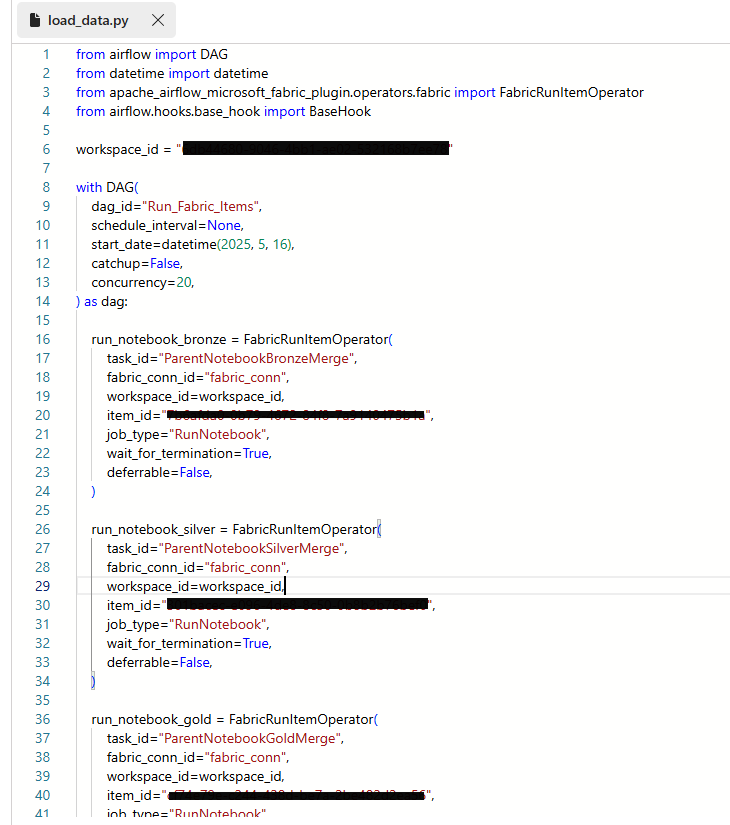 load_data.py
1 from airflow import DAG
2 from datetime import datetime
3 from apache_airflow_microsoft_fabric_plugin.operators.fabric import FabricRunItemOperator
4 from airflow.hooks.base_hook import BaseHook
5
6 workspace_id = " "
7
8 with DAG(
9 dag_id="Run_Fabric_Items",
10 schedule_interval=None,
11 start_date=datetime(2025, 5, 16),
12 catchup=False,
13 concurrency=20,
14 ) as dag:
15
16 run_notebook_bronze = FabricRunItemOperator(
17 task_id="ParentNotebookBronzeMerge",
18 fabric_conn_id="fabric_conn",
19 workspace_id=workspace_id,
20 item_id=" ",
21 job_type="RunNotebook",
22 wait_for_termination=True,
23 deferrable=False,
24 )
25
26 run_notebook_silver = FabricRunItemOperator(
27 task_id="ParentNotebookSilverMerge",
28 fabric_conn_id="fabric_conn",
29 workspace_id=workspace_id,
30 item_id=" ",
31 job_type="RunNotebook",
32 wait_for_termination=True,
33 deferrable=False,
34 )
35
36 run_notebook_gold = FabricRunItemOperator(
37 task_id="ParentNotebookGoldMerge",
38 fabric_conn_id="fabric_conn",
39 workspace_id=workspace_id,
40 item_id=" ",
41 job_type="RunNotebook"